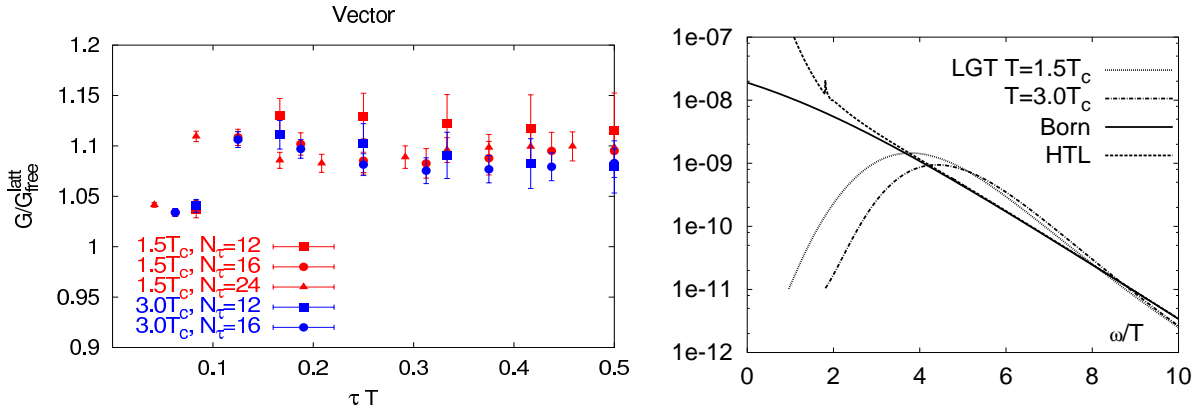 Vector
1.2
1.15
1.1
1.05
1
0.95
0.9
G/G_free^latt
1.5T_c, N_τ=12
1.5T_c, N_τ=16
1.5T_c, N_τ=24
3.0T_c, N_τ=12
3.0T_c, N_τ=16
0.1 0.2 0.3 0.4 0.5
τ T
1e-07
1e-08
1e-09
1e-10
1e-11
1e-12
LGT T=1.5T_c
T=3.0T_c
Born
HTL
ω/T
0 2 4 6 8 10